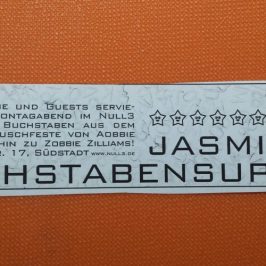 BE UND GUESTS SERVIE-
ONTAGABEND IM NULL3
BUCHSTABEN AUS DEM
USCHFESTE VON AOBBIE
HIN ZU ZOBBIE ZILLIAMS!
R. 17, SÜDSTADT WWW.NULL3.DE
JASMI
HSTABENSUP